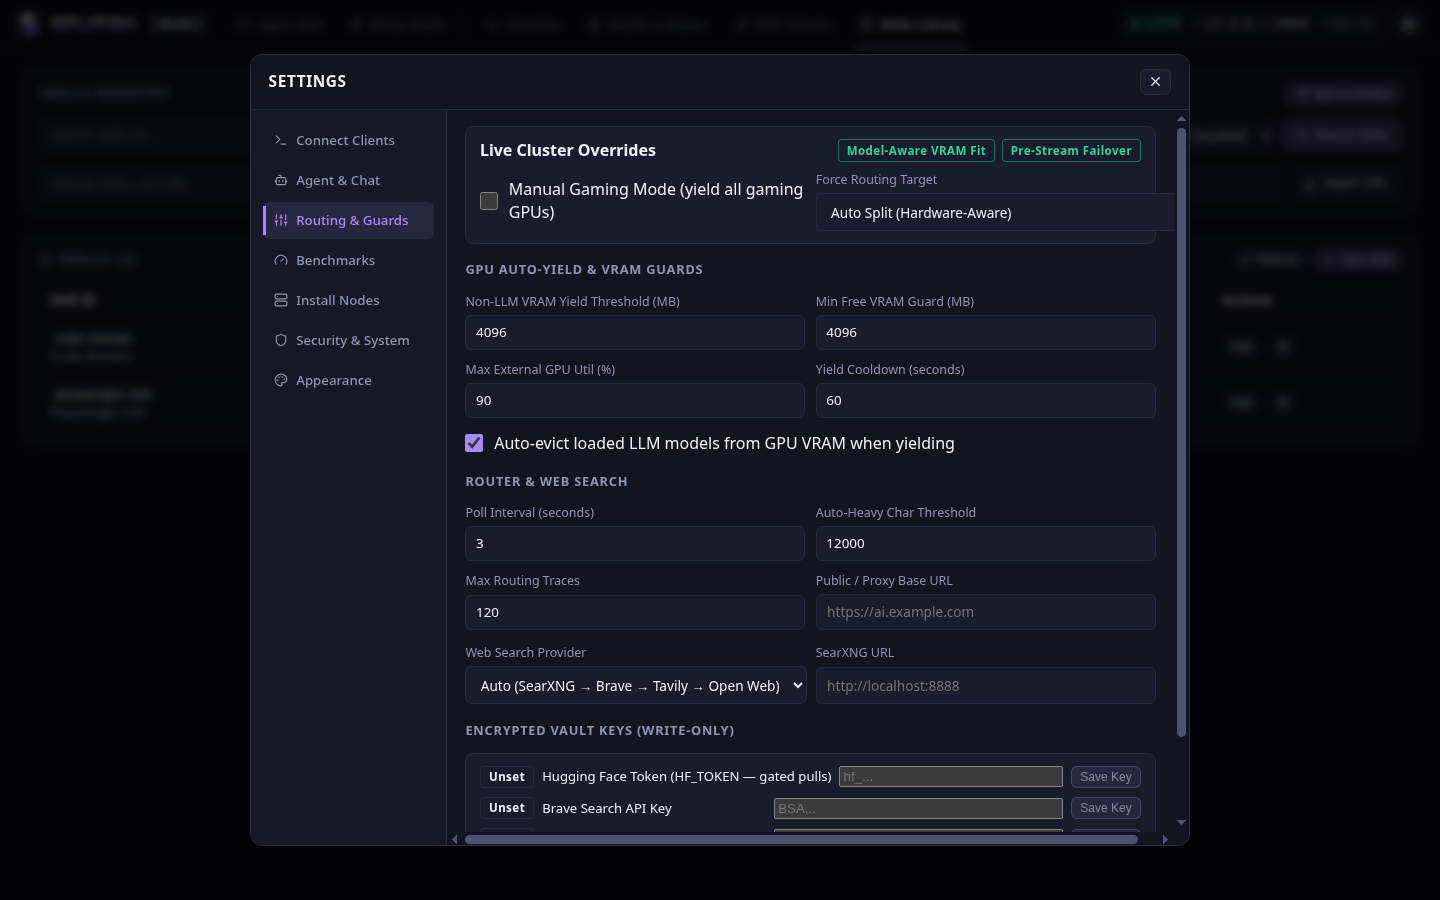 SETTINGS
Connect Clients
Agent & Chat
Routing & Guards
Benchmarks
Install Nodes
Security & System
Appearance
Live Cluster Overrides
Model-Aware VRAM Fit
Pre-Stream Failover
Manual Gaming Mode (yield all gaming
GPUs)
Force Routing Target
Auto Split (Hardware-Aware)
GPU AUTO-YIELD & VRAM GUARDS
Non-LLM VRAM Yield Threshold (MB)
Min Free VRAM Guard (MB)
4096
4096
Max External GPU Util (%)
Yield Cooldown (seconds)
90
60
Auto-evict loaded LLM models from GPU VRAM when yielding
ROUTER & WEB SEARCH
Poll Interval (seconds)
Auto-Heavy Char Threshold
3
12000
Max Routing Traces
Public / Proxy Base URL
120
https://ai.example.com
Web Search Provider
SearXNG URL
Auto (SearXNG → Brave → Tavily → Open Web)
http://localhost:8888
ENCRYPTED VAULT KEYS (WRITE-ONLY)
Unset Hugging Face Token (HF_TOKEN — gated pulls) hf_... Save Key
Unset Brave Search API Key BSA... Save Key